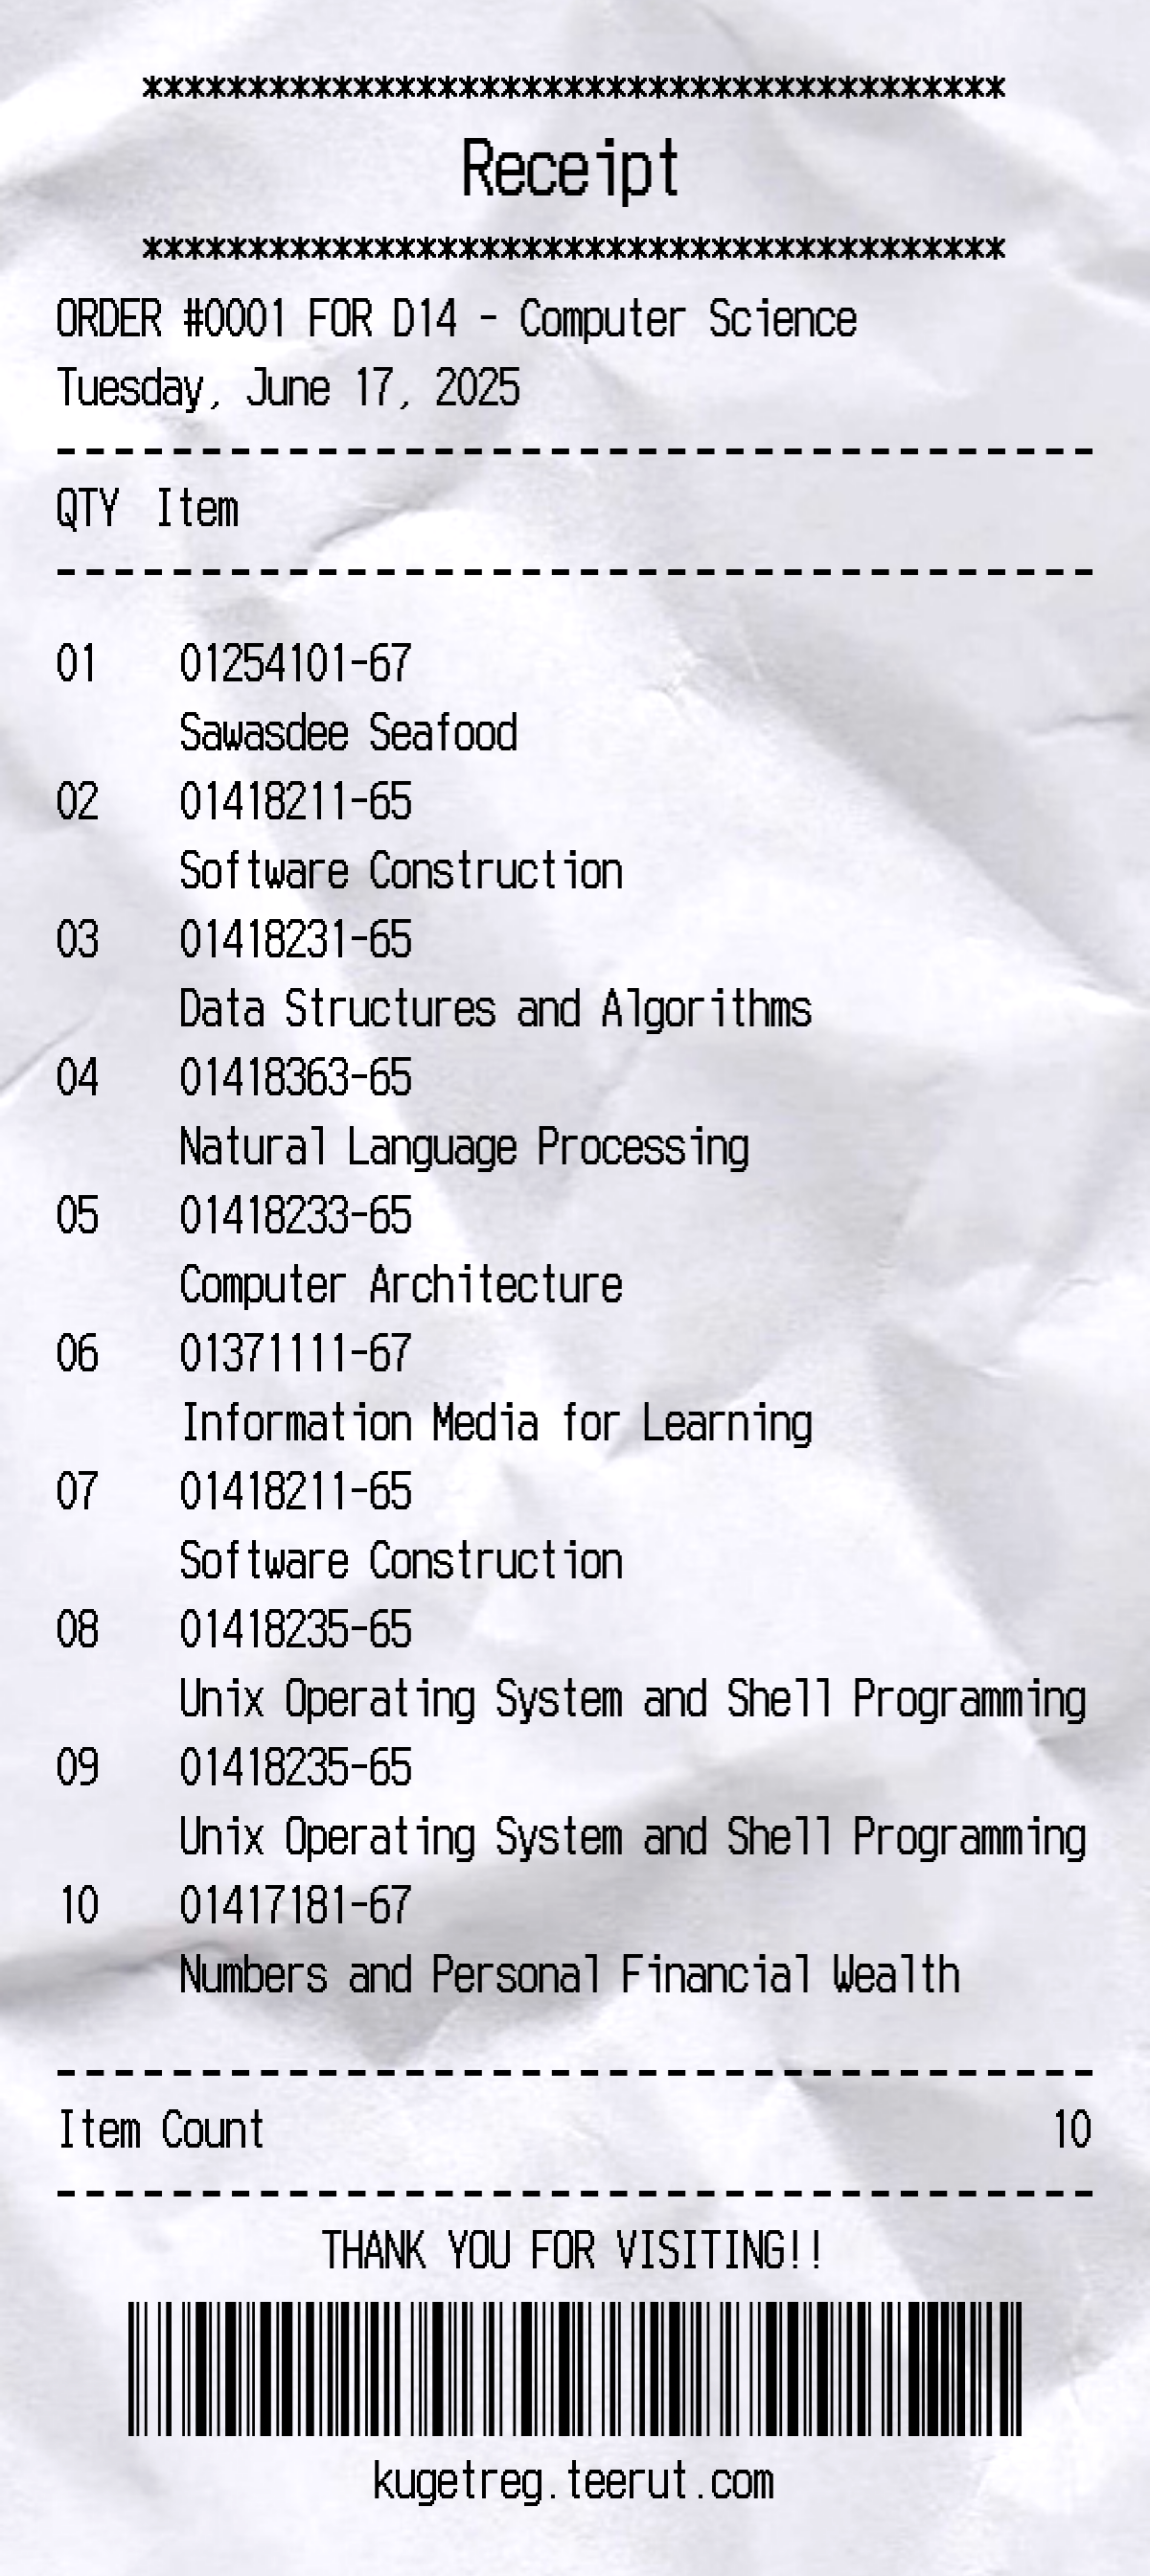 *****************************************
Receipt
*****************************************
ORDER #0001 FOR D14 - Computer Science
Tuesday, June 17, 2025
------------------------------------
QTY Item
------------------------------------
01 01254101-67
Sawasdee Seafood
02 01418211-65
Software Construction
03 01418231-65
Data Structures and Algorithms
04 01418363-65
Natural Language Processing
05 01418233-65
Computer Architecture
06 01371111-67
Information Media for Learning
07 01418211-65
Software Construction
08 01418235-65
Unix Operating System and Shell Programming
09 01418235-65
Unix Operating System and Shell Programming
10 01417181-67
Numbers and Personal Financial Wealth
------------------------------------
Item Count 10
------------------------------------
THANK YOU FOR VISITING!!
kugetreg.teerut.com